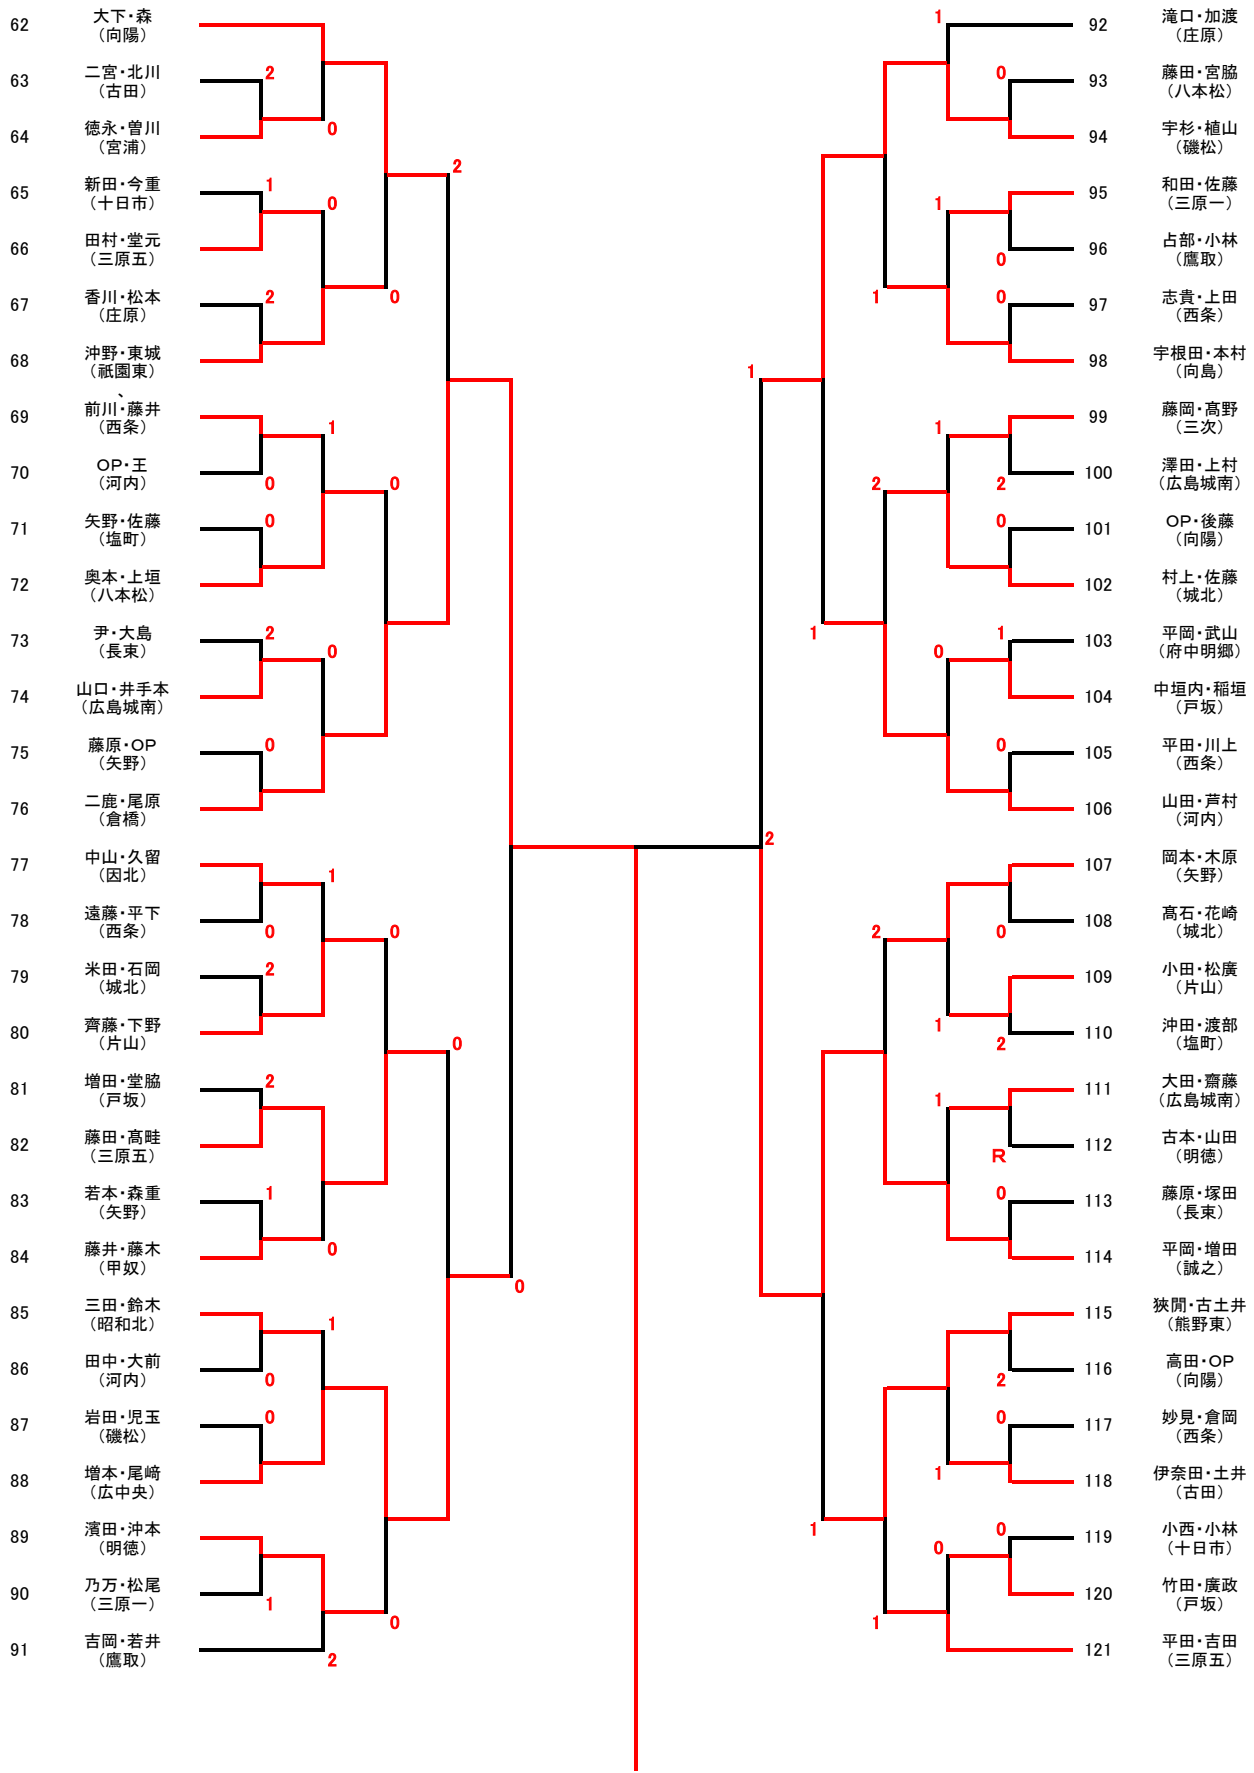 62 大下・森
（向陽）
63 二宮・北川 2
（古田）
64 徳永・曽川 0
（宮浦）
2
65 新田・今重 1
（十日市） 0
66 田村・堂元
（三原五）
67 香川・松本 2
（庄原） 0
68 沖野・東城
（祇園東）
、
69 前川・藤井 1
（西条）
70 OP・王
（河内） 0 0
71 矢野・佐藤 0
（塩町）
72 奥本・上垣
（八本松）
73 尹・大島 2
（長束） 0
74 山口・井手本
（広島城南）
75 藤原・OP 0
（矢野）
76 二鹿・尾原
（倉橋）
77 中山・久留 1
（因北）
78 遠藤・平下
（西条） 0 0
79 米田・石岡 2
（城北）
80 齊藤・下野 0
（片山）
81 増田・堂脇 2
（戸坂）
82 藤田・髙畦
（三原五）
83 若本・森重 1
（矢野）
84 藤井・藤木 0
（甲奴）
0
85 三田・鈴木 1
（昭和北）
86 田中・大前
（河内） 0
87 岩田・児玉 0
（磯松）
88 増本・尾﨑
（広中央）
89 濱田・沖本
（明徳）
90 乃万・松尾
（三原一） 1
0
91 吉岡・若井
（鷹取） 2
1 92 滝口・加渡
（庄原）
0 93 藤田・宮脇
（八本松）
94 宇杉・植山
（磯松）
1 95 和田・佐藤
（三原一）
96 占部・小林
0 （鷹取）
1 0 97 志貴・上田
（西条）
98 宇根田・本村
（向島）
1
1 99 藤岡・髙野
（三次）
100 澤田・上村
2 2 （広島城南）
0 101 OP・後藤
（向陽）
102 村上・佐藤
（城北）
1 1 103 平岡・武山
0 （府中明郷）
104 中垣内・稲垣
（戸坂）
0 105 平田・川上
（西条）
106 山田・芦村
（河内）
2
107 岡本・木原
（矢野）
108 髙石・花崎
2 0 （城北）
109 小田・松廣
（片山）
1 110 沖田・渡部
2 （塩町）
1 111 大田・齋藤
（広島城南）
112 古本・山田
R （明徳）
0 113 藤原・塚田
（長束）
114 平岡・増田
（誠之）
115 狹間・古土井
（熊野東）
116 高田・OP
2 （向陽）
0 117 妙見・倉岡
（西条）
1 118 伊奈田・土井
（古田）
1 0 119 小西・小林
0 （十日市）
120 竹田・廣政
（戸坂）
1
121 平田・吉田
（三原五）